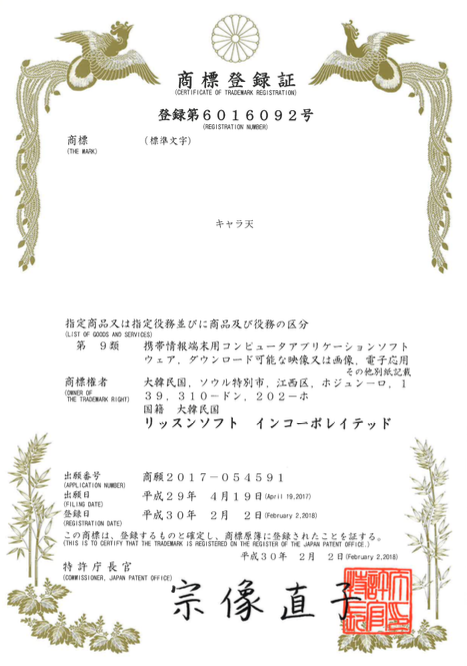 商標登録証
(CERTIFICATE OF TRADEMARK REGISTRATION)
登録第6016092号
(REGISTRATION NUMBER)
商標
(THE MARK)
(標準文字)
キャラ天
指定商品又は指定役務並びに商品及び役務の区分
(LIST OF GOODS AND SERVICES)
第 9類 携帯情報端末用コンピュータアプリケーションソフト
ウェア,ダウンロード可能な映像又は画像,電子応用
その他別紙記載
商標権者 大韓民国,ソウル特別市,江西区,ホジュン－ロ,1
(OWNER OF THE TRADEMARK RIGHT) 39,310－ドン,202－ホ
国籍 大韓民国
リッスンソフト インコーポレイテッド
出願番号 商願2017－054591
(APPLICATION NUMBER)
出願日 平成29年 4月19日(April 19,2017)
(FILING DATE)
登録日 平成30年 2月 2日(February 2,2018)
(REGISTRATION DATE)
この商標は、登録するものと確定し、商標原簿に登録されたことを証する。
(THIS IS TO CERTIFY THAT THE TRADEMARK IS REGISTERED ON THE REGISTER OF THE JAPAN PATENT OFFICE.)
平成30年 2月 2日(February 2,2018)
特許庁長官
(COMMISSIONER, JAPAN PATENT OFFICE)
宗像直子